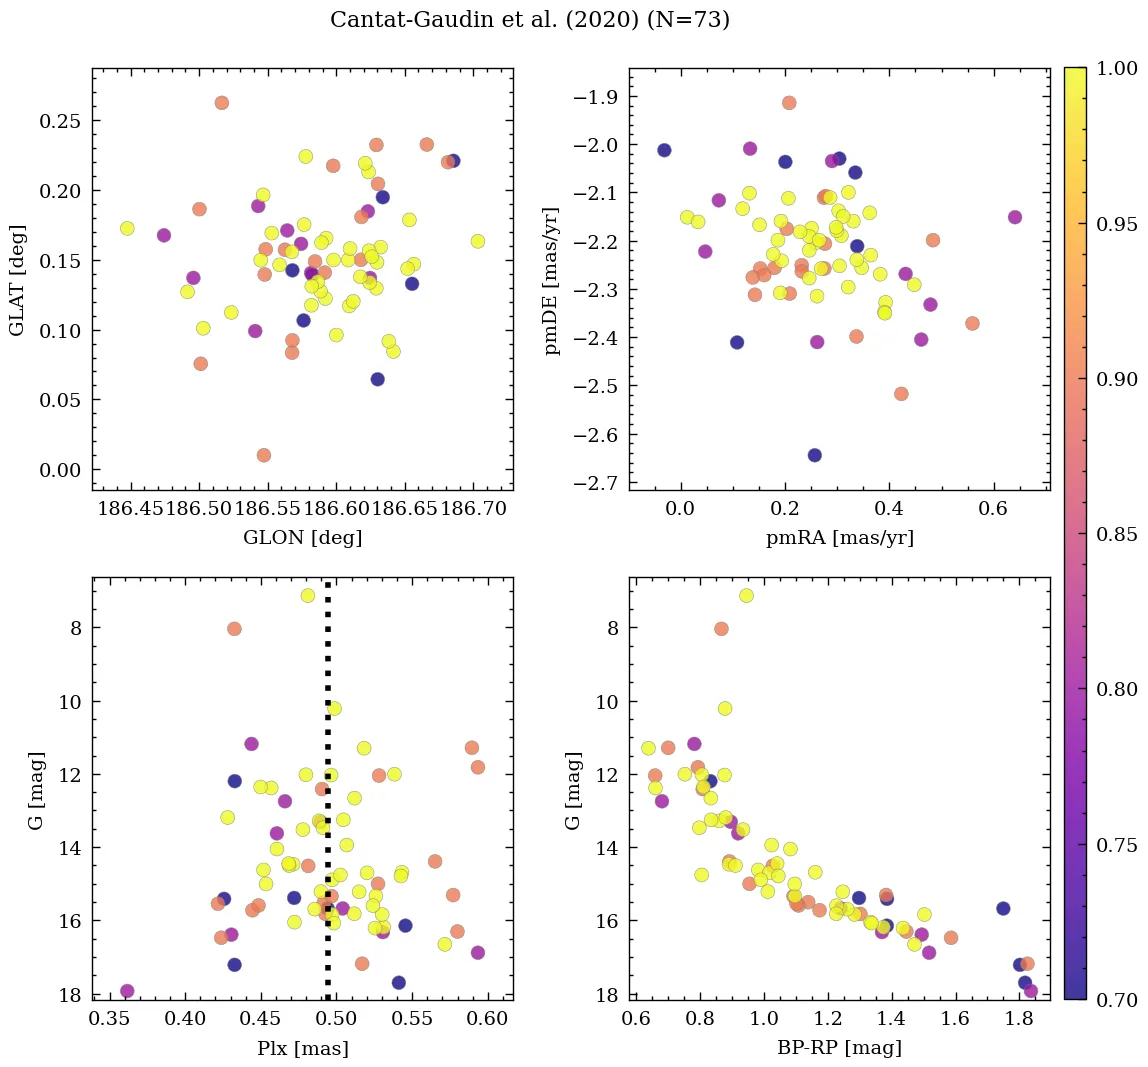 Cantat-Gaudin et al. (2020) (N=73)
0.25
0.20
0.15
0.10
0.05
0.00
GLAT [deg]
186.45 186.50 186.55 186.60 186.65 186.70
GLON [deg]
−1.9
−2.0
−2.1
−2.2
−2.3
−2.4
−2.5
−2.6
−2.7
pmDE [mas/yr]
0.0 0.2 0.4 0.6
pmRA [mas/yr]
8
10
12
14
16
18
G [mag]
0.35 0.40 0.45 0.50 0.55 0.60
Plx [mas]
8
10
12
14
16
18
G [mag]
0.6 0.8 1.0 1.2 1.4 1.6 1.8
BP-RP [mag]
1.00
0.95
0.90
0.85
0.80
0.75
0.70